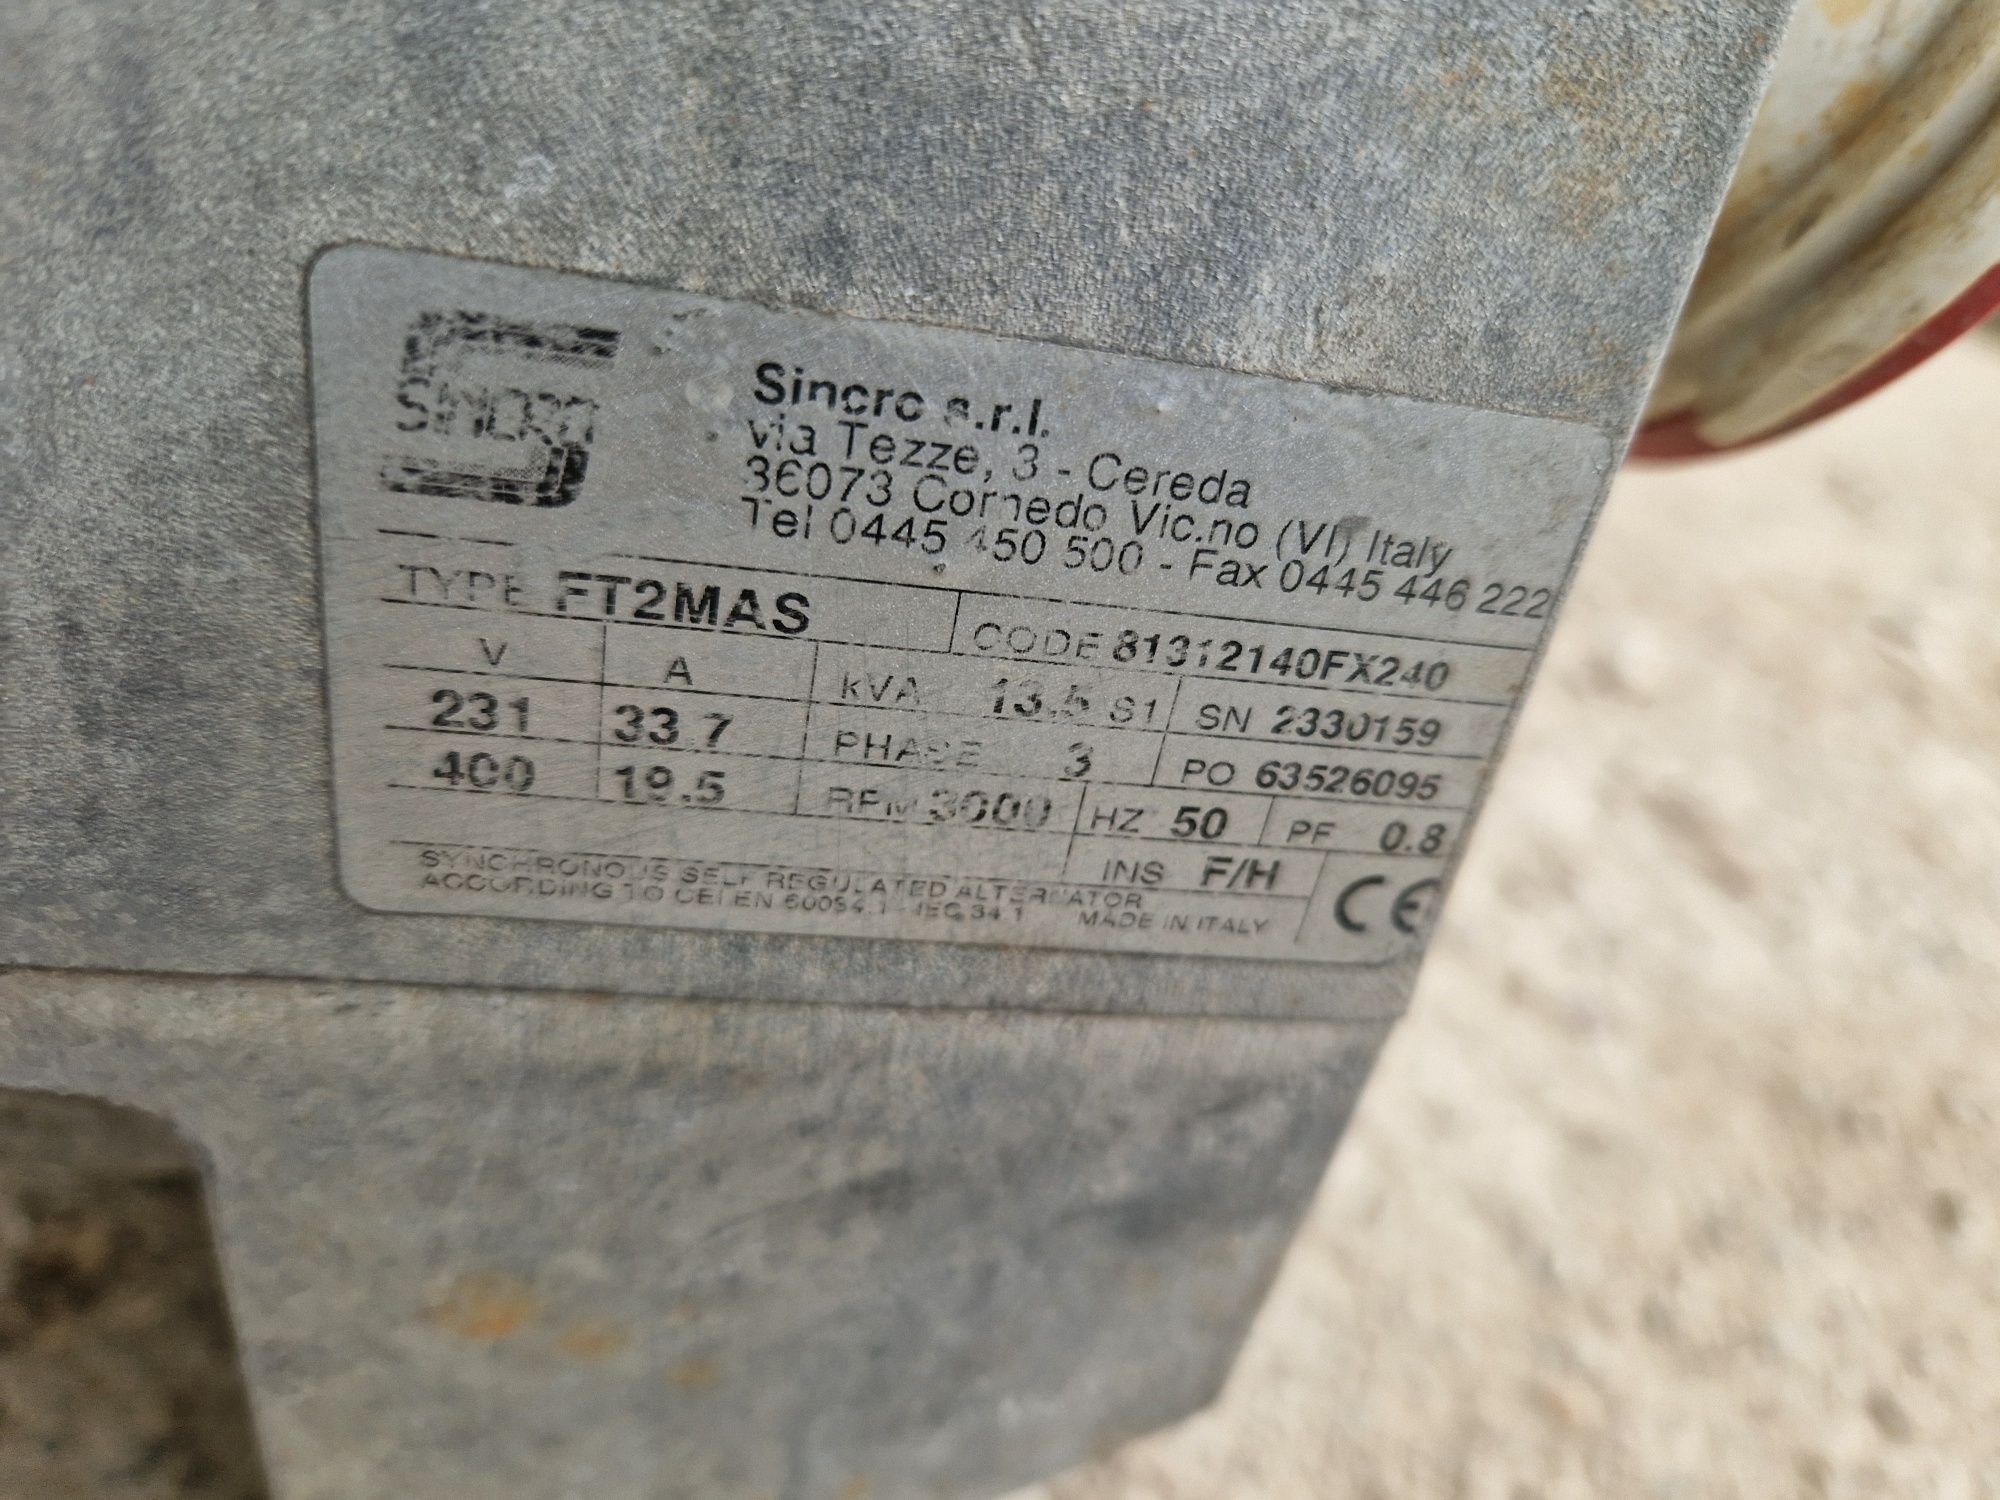 SINCRO
Sincro s.r.l.
via Tezze, 3 - Cereda
36073 Cornedo Vic.no (VI) Italy
Tel 0445 450 500 - Fax 0445 446 222
TYPE FT2MAS CODE 81312140FX240
V A kVA 13.5 S1 SN 2330159
231 33.7 PHASE 3 PO 63526095
400 19.5 RPM 3000 HZ 50 PF 0.8
INS F/H CE
SYNCHRONOUS SELF REGULATED ALTERNATOR
ACCORDING TO CEI EN 60034.1 - IEC 34.1 MADE IN ITALY